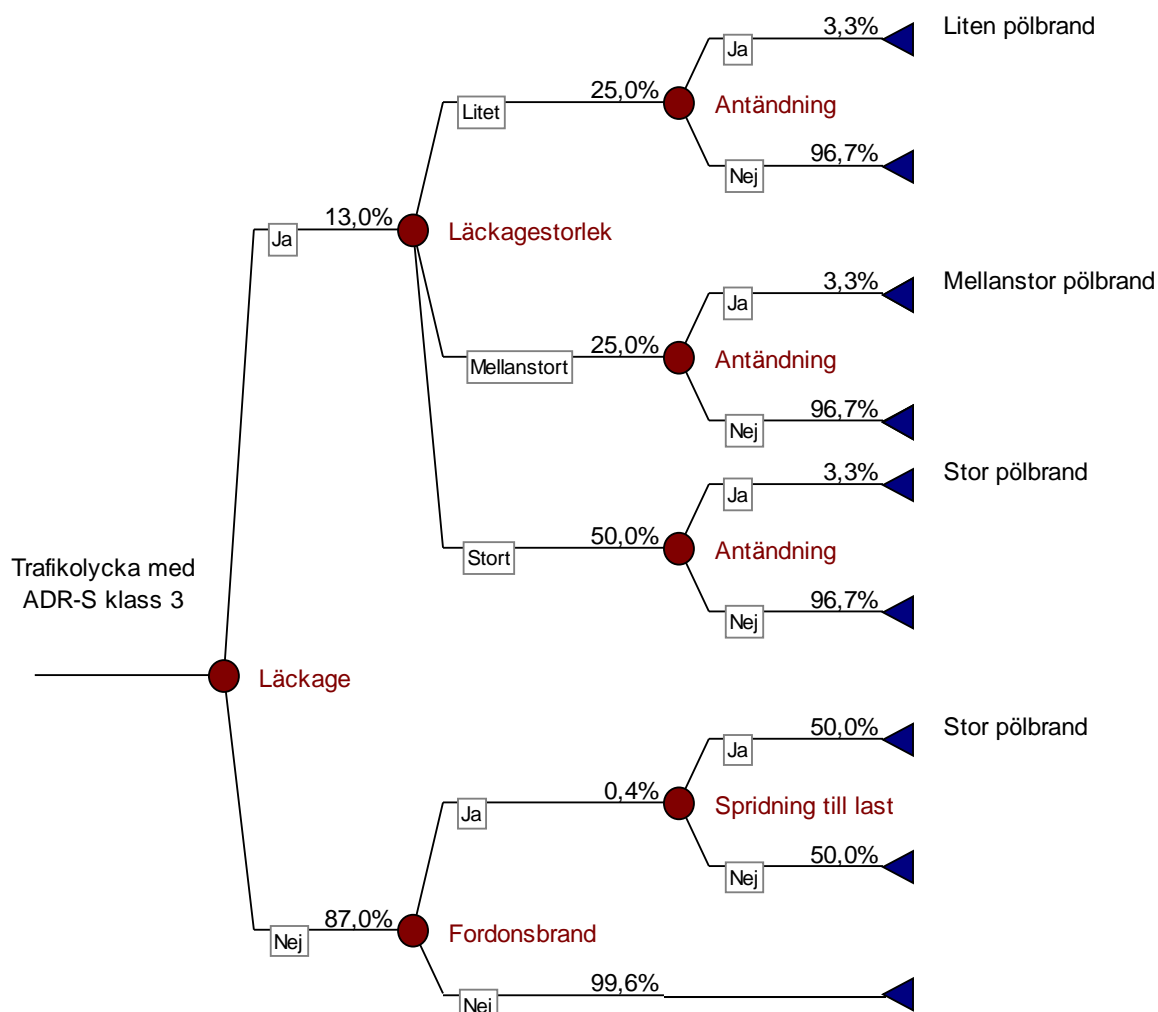 3,3%
Liten pölbrand
Ja
25,0%
Antändning
Litet
96,7%
Nej
13,0%
Ja
Läckagestorlek
3,3%
Mellanstor pölbrand
Ja
25,0%
Antändning
Mellanstort
96,7%
Nej
3,3%
Stor pölbrand
Ja
50,0%
Antändning
Stort
96,7%
Nej
Trafikolycka med
ADR-S klass 3
Läckage
50,0%
Stor pölbrand
Ja
0,4%
Spridning till last
Ja
50,0%
Nej
87,0%
Nej
Fordonsbrand
99,6%
Nej